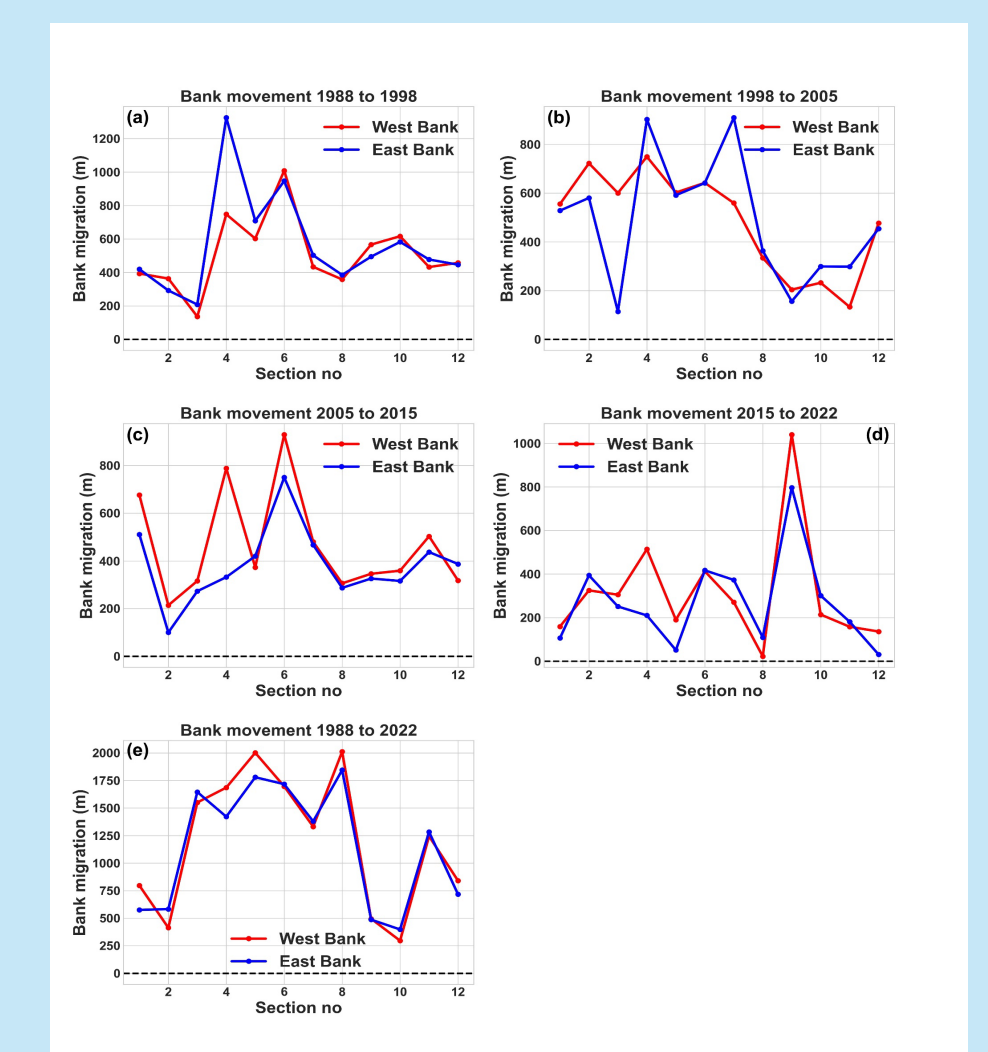 Bank movement 1988 to 1998
(a)
West Bank
East Bank
1200
1000
800
600
400
200
0
Bank migration (m)
2 4 6 8 10 12
Section no
Bank movement 1998 to 2005
(b)
West Bank
East Bank
800
600
400
200
0
Bank migration (m)
2 4 6 8 10 12
Section no
Bank movement 2005 to 2015
(c)
West Bank
East Bank
800
600
400
200
0
Bank migration (m)
2 4 6 8 10 12
Section no
Bank movement 2015 to 2022
(d)
West Bank
East Bank
1000
800
600
400
200
0
Bank migration (m)
2 4 6 8 10 12
Section no
Bank movement 1988 to 2022
(e)
2000
1750
1500
1250
1000
750
500
250
0
Bank migration (m)
West Bank
East Bank
2 4 6 8 10 12
Section no